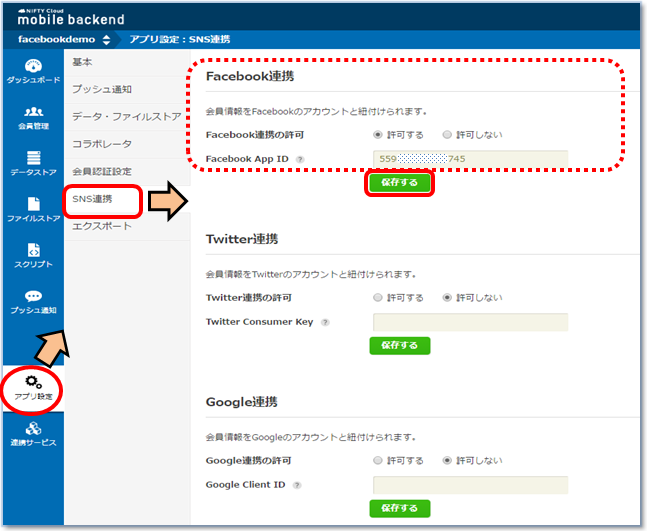 NIFTY Cloud
mobile backend
facebookdemo アプリ設定：SNS連携
ダッシュボード
会員管理
データストア
ファイルストア
スクリプト
プッシュ通知
アプリ設定
連携サービス
基本
プッシュ通知
データ・ファイルストア
コラボレータ
会員認証設定
SNS連携
エクスポート
Facebook連携
会員情報をFacebookのアカウントと紐付けられます。
Facebook連携の許可 許可する 許可しない
Facebook App ID ? 559 745
保存する
Twitter連携
会員情報をTwitterのアカウントと紐付けられます。
Twitter連携の許可 許可する 許可しない
Twitter Consumer Key ?
保存する
Google連携
会員情報をGoogleのアカウントと紐付けられます。
Google連携の許可 許可する 許可しない
Google Client ID ?
保存する